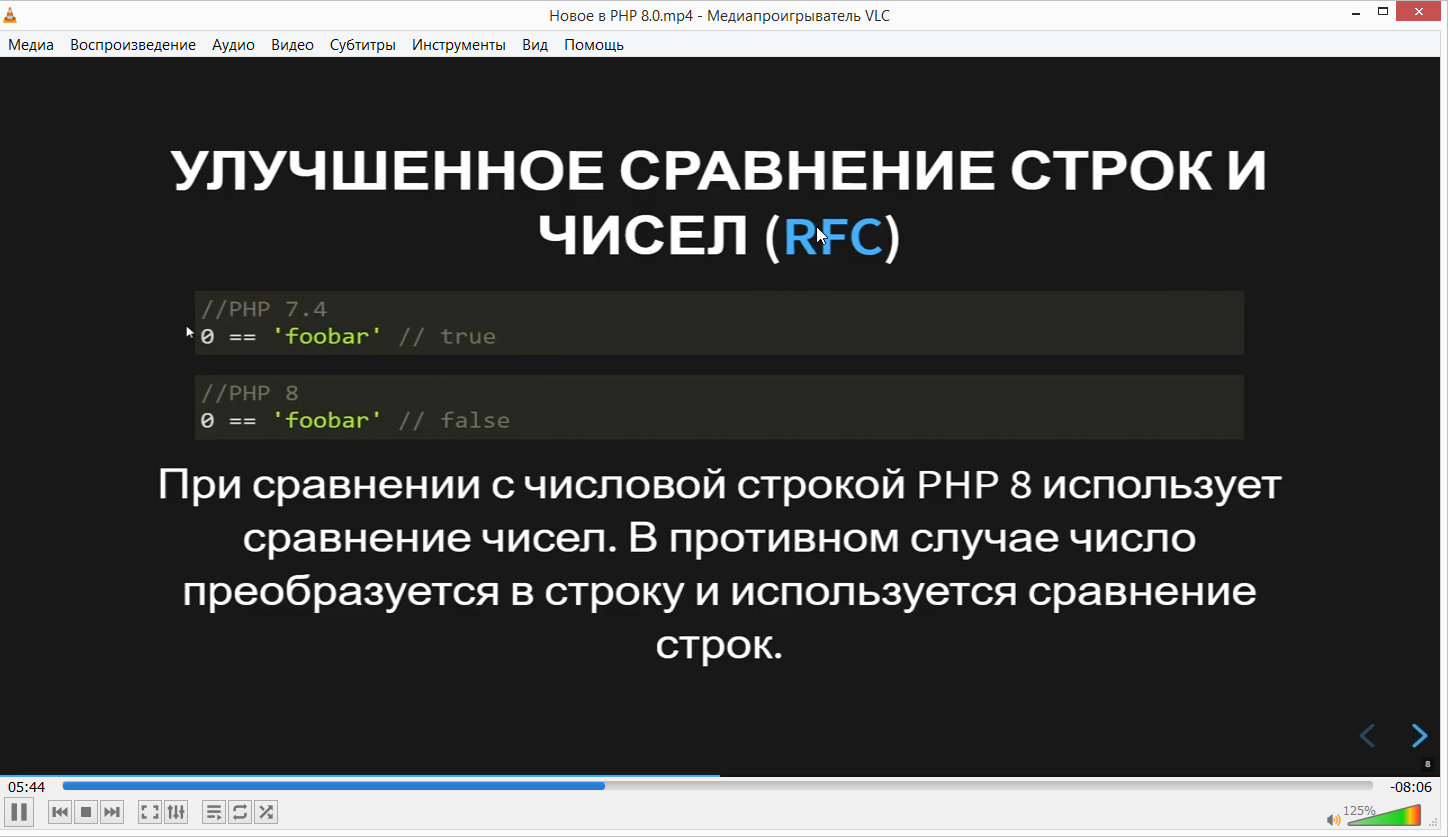 Новое в PHP 8.0.mp4 - Медиапроигрыватель VLC
Медиа Воспроизведение Аудио Видео Субтитры Инструменты Вид Помощь
УЛУЧШЕННОЕ СРАВНЕНИЕ СТРОК И
ЧИСЕЛ (RFC)
//PHP 7.4
0 == 'foobar' // true
//PHP 8
0 == 'foobar' // false
При сравнении с числовой строкой PHP 8 использует
сравнение чисел. В противном случае число
преобразуется в строку и используется сравнение
строк.
8
05:44 -08:06
125%